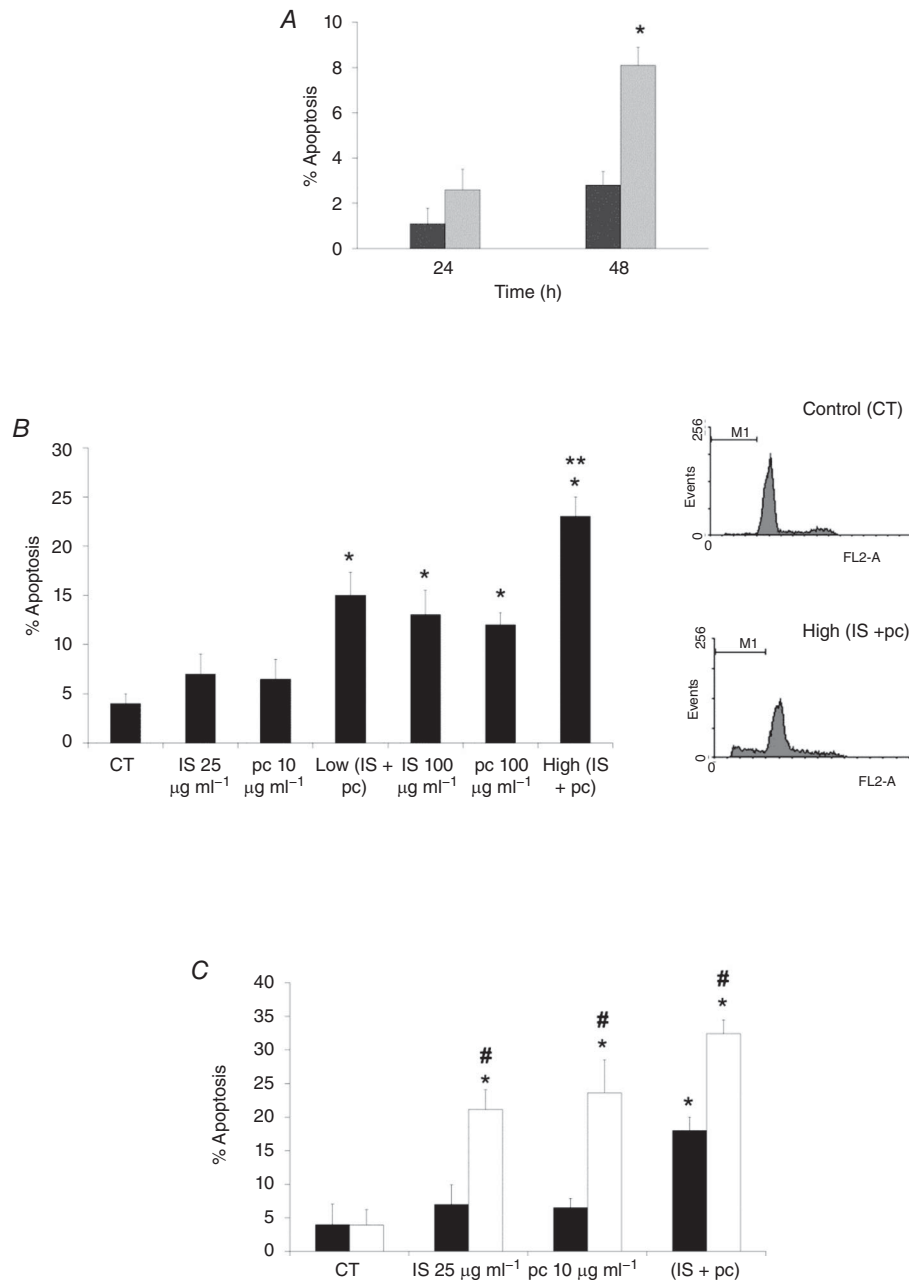 A
% Apoptosis
10
8
6
4
2
0
*
24 48
Time (h)
B
% Apoptosis
30
25
20
15
10
5
0
*
*
*
**
*
CT
IS 25 µg ml⁻¹
pc 10 µg ml⁻¹
Low (IS + pc)
IS 100 µg ml⁻¹
pc 100 µg ml⁻¹
High (IS + pc)
Control (CT)
256
M1
Events
0
0
FL2-A
High (IS +pc)
256
M1
Events
0
0
FL2-A
C
% Apoptosis
40
35
30
25
20
15
10
5
0
#
*
#
*
*
#
*
CT IS 25 µg ml⁻¹ pc 10 µg ml⁻¹ (IS + pc)